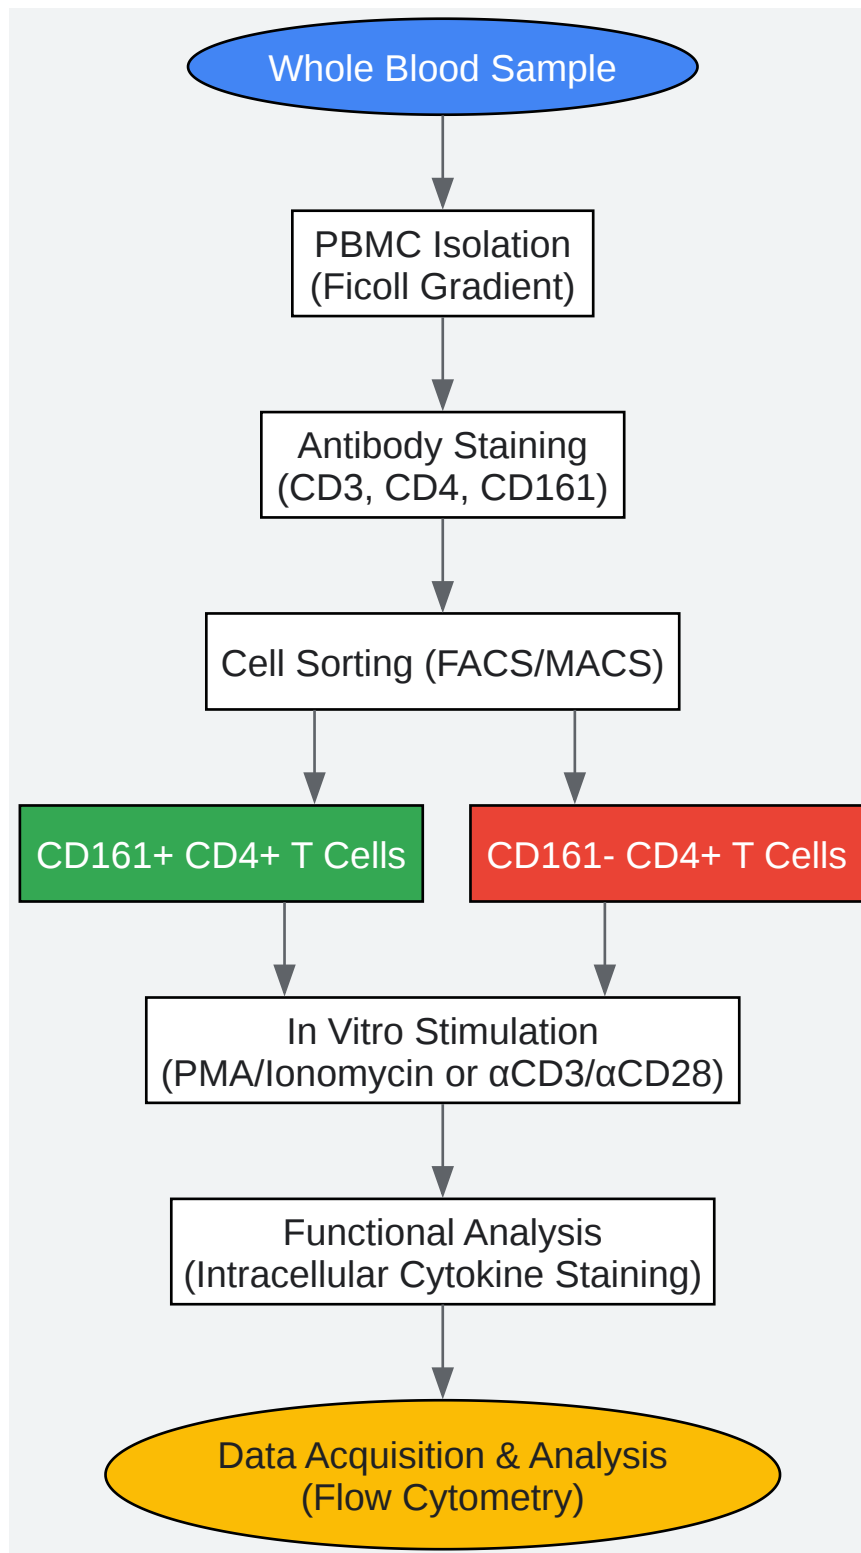 Whole Blood Sample
PBMC Isolation
(Ficoll Gradient)
Antibody Staining
(CD3, CD4, CD161)
Cell Sorting (FACS/MACS)
CD161+ CD4+ T Cells
CD161- CD4+ T Cells
In Vitro Stimulation
(PMA/Ionomycin or αCD3/αCD28)
Functional Analysis
(Intracellular Cytokine Staining)
Data Acquisition & Analysis
(Flow Cytometry)